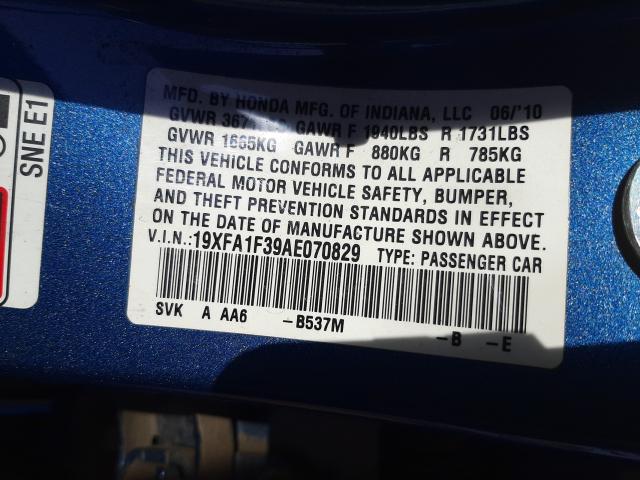 SNE E1
MFD. BY HONDA MFG. OF INDIANA, LLC 06/'10
GVWR GAWR F 1940LBS R 1731LBS
GVWR 1665KG GAWR F 880KG R 785KG
THIS VEHICLE CONFORMS TO ALL APPLICABLE
FEDERAL MOTOR VEHICLE SAFETY, BUMPER,
AND THEFT PREVENTION STANDARDS IN EFFECT
ON THE DATE OF MANUFACTURE SHOWN ABOVE.
V.I.N.:19XFA1F39AE070829 TYPE: PASSENGER CAR
SVK A AA6 -B537M -B -E